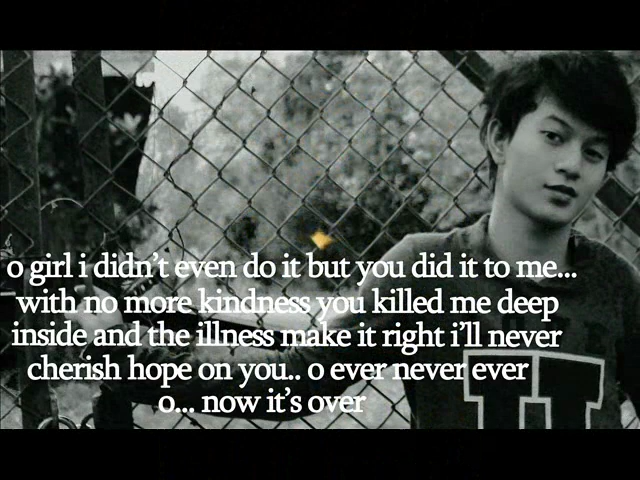 o girl i didn't even do it but you did it to me...
with no more kindness you killed me deep
inside and the illness make it right i'll never
cherish hope on you.. o ever never ever
o... now it's over